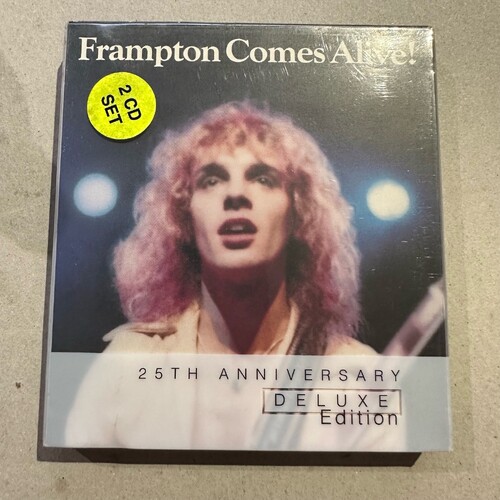 Frampton Comes Alive!
2 CD
SET
25TH ANNIVERSARY
DELUXE
Edition